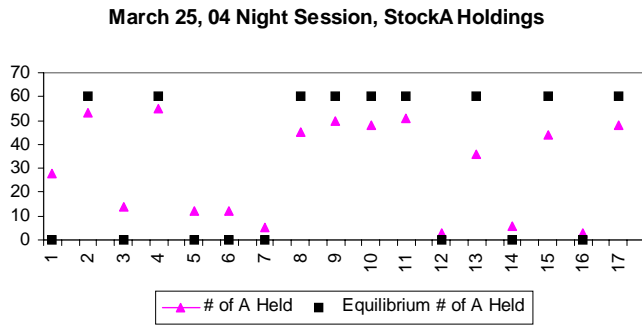 March 25, 04 Night Session, StockA Holdings
70
60
50
40
30
20
10
0
1 2 3 4 5 6 7 8 9 10 11 12 13 14 15 16 17
# of A Held Equilibrium # of A Held